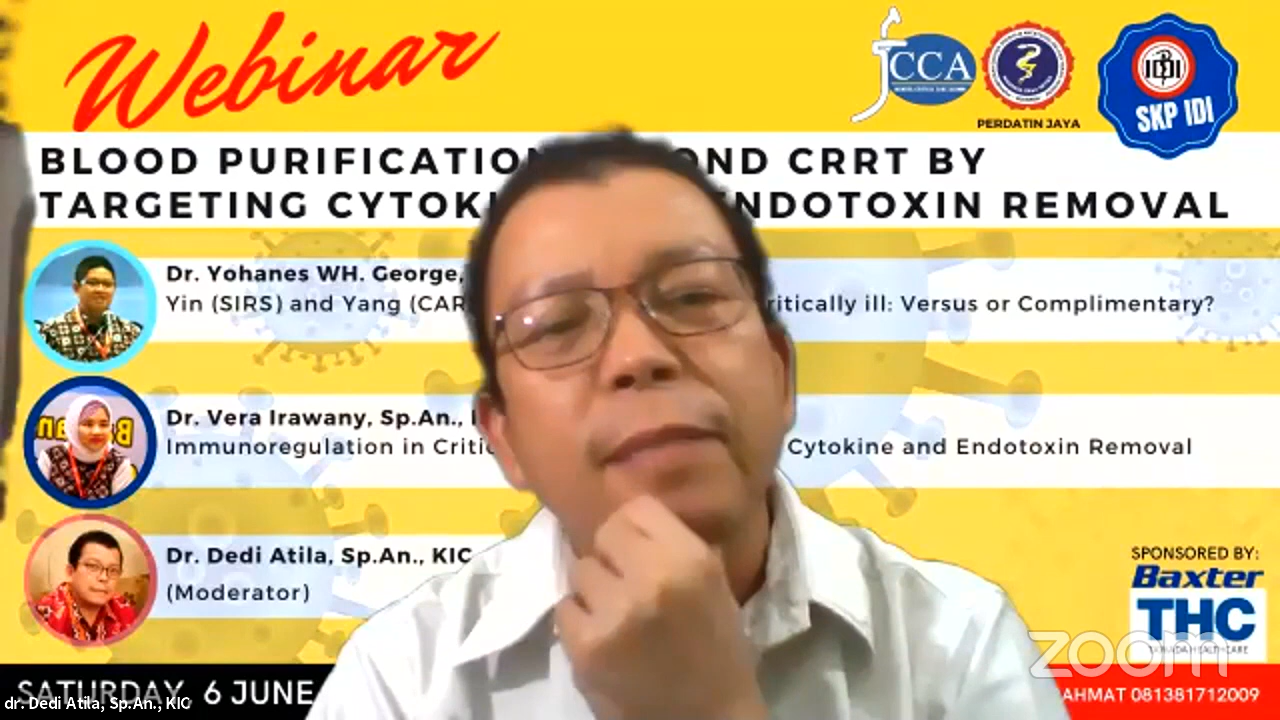 Webinar
JCCA
PERDATIN JAYA
IDI
SKP IDI
BLOOD PURIFICATION OND CRRT BY
TARGETING CYTOKI NDOTOXIN REMOVAL
Dr. Yohanes WH. George,
Yin (SIRS) and Yang (CAR ritically ill: Versus or Complimentary?
Dr. Vera Irawany, Sp.An.,
Immunoregulation in Critic Cytokine and Endotoxin Removal
Dr. Dedi Atila, Sp.An., KIC
(Moderator)
SPONSORED BY:
Baxter
THC
zoom
SATURDAY, 6 JUNE
AHMAT 081381712009
dr. Dedi Atila, Sp.An., KIC